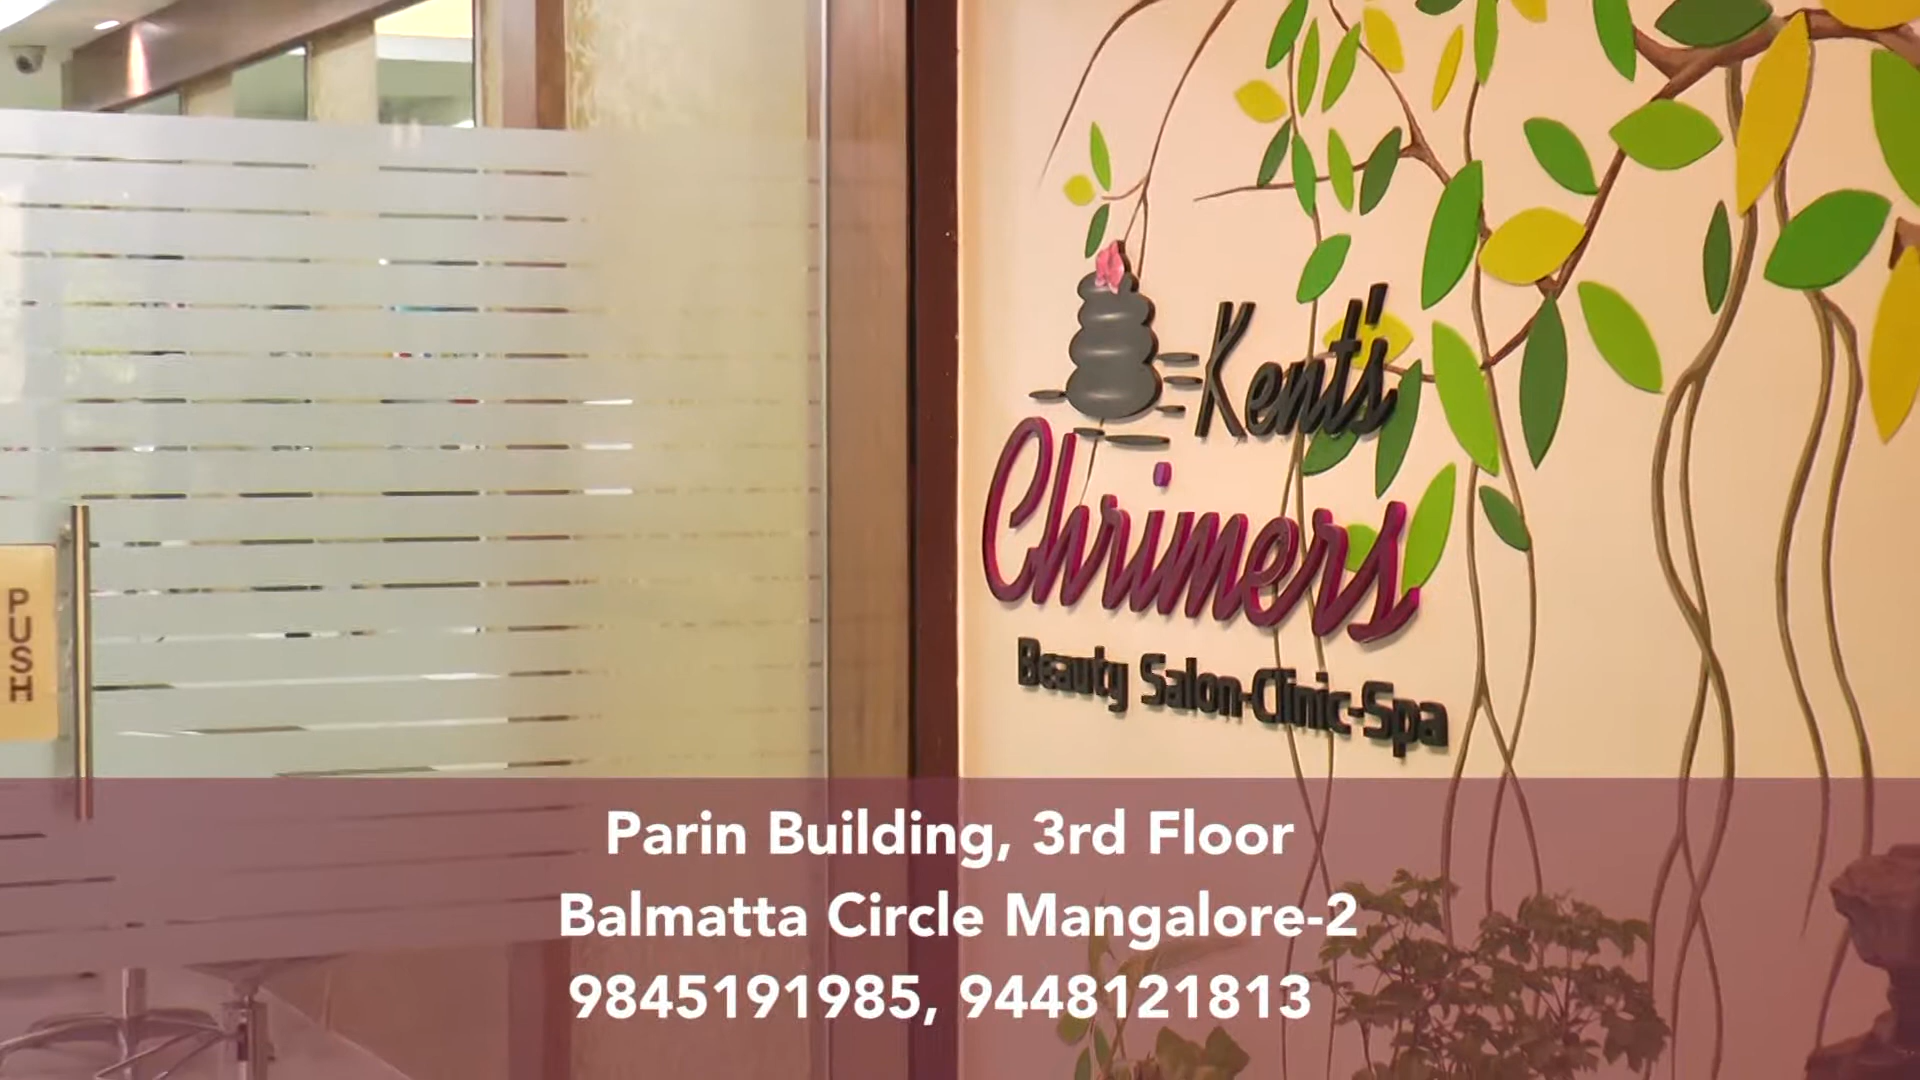 PUSH
Kent's
Chrimers
Beauty Salon-Clinic-Spa
Parin Building, 3rd Floor
Balmatta Circle Mangalore-2
9845191985, 9448121813